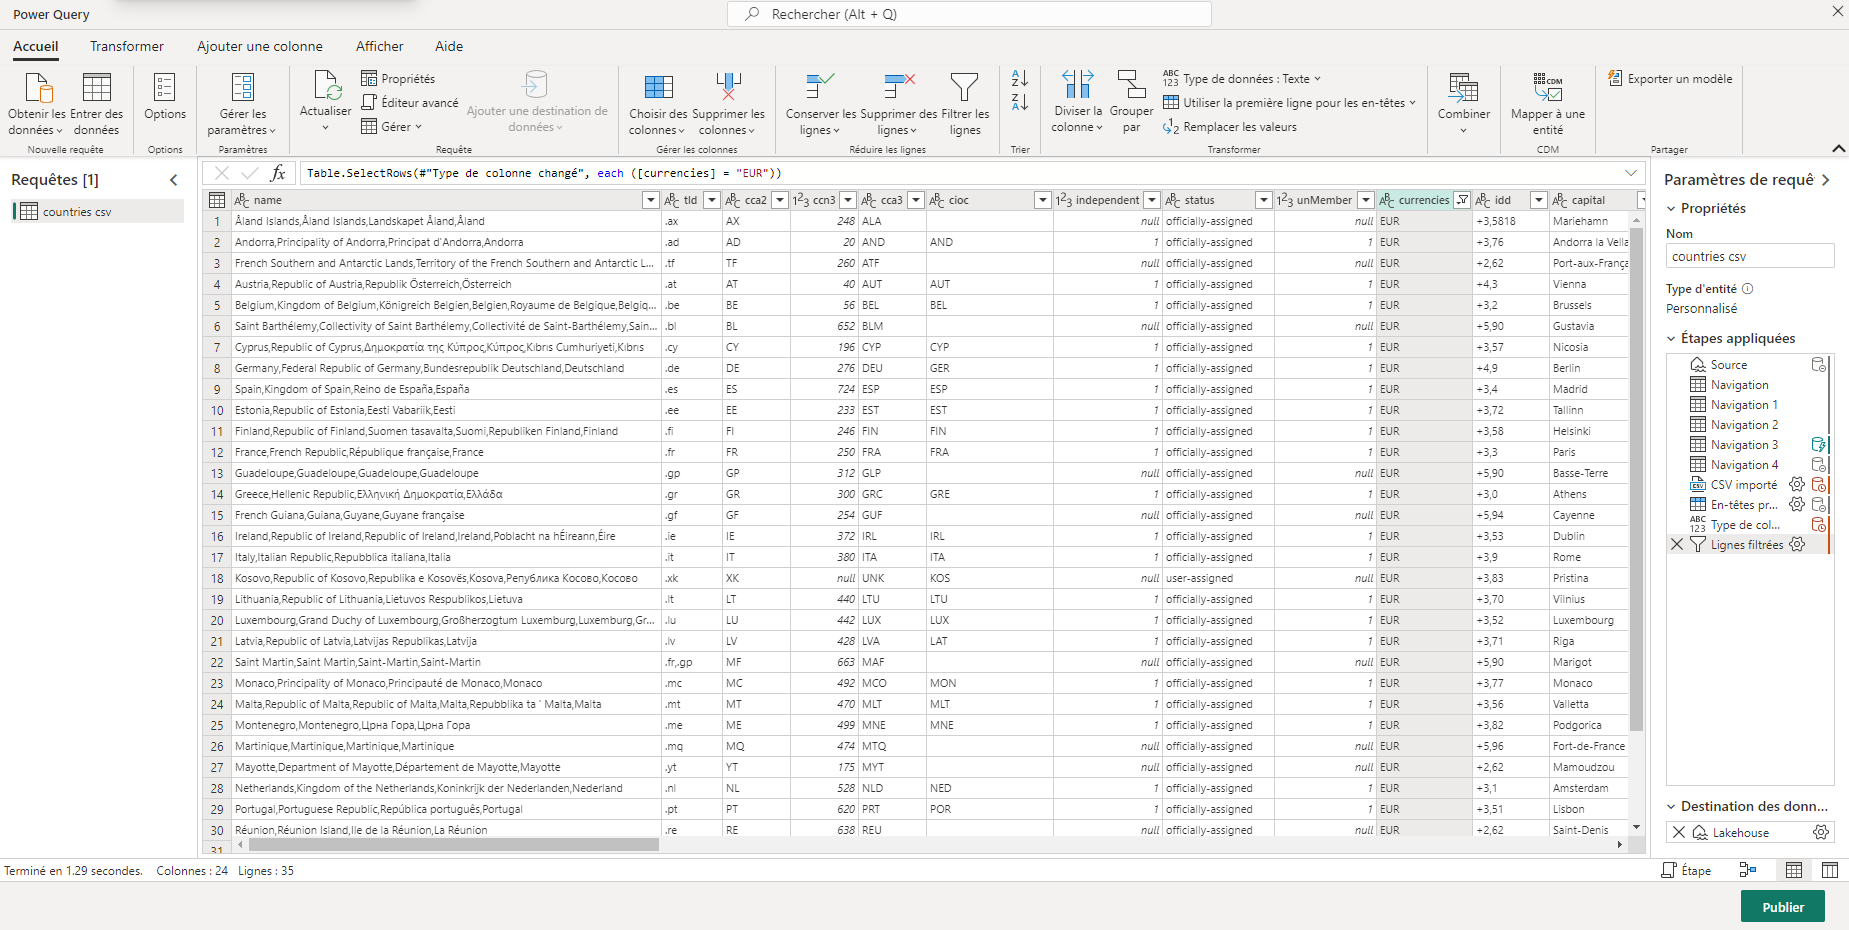 Power Query
Rechercher (Alt + Q)
Accueil Transformer Ajouter une colonne Afficher Aide
Obtenir les données
Entrer des données
Nouvelle requête
Options
Options
Gérer les paramètres
Paramètres
Actualiser
Propriétés
Éditeur avancé
Gérer
Ajouter une destination de données
Requête
Choisir des colonnes
Supprimer les colonnes
Gérer les colonnes
Conserver les lignes
Supprimer des lignes
Filtrer les lignes
Réduire les lignes
Trier
Diviser la colonne
Grouper par
Type de données : Texte
Utiliser la première ligne pour les en-têtes
Remplacer les valeurs
Transformer
Combiner
Mapper à une entité
CDM
Exporter un modèle
Partager
Requêtes [1]
countries csv
Table.SelectRows(#"Type de colonne changé", each ([currencies] = "EUR"))
name tld cca2 ccn3 cca3 cioc independent status unMember currencies idd capital
1 Åland Islands,Åland Islands,Landskapet Åland,Åland .ax AX 248 ALA null officially-assigned null EUR +3,5818 Mariehamn
2 Andorra,Principality of Andorra,Principat d'Andorra,Andorra .ad AD 20 AND AND 1 officially-assigned 1 EUR +3,76 Andorra la Vella
3 French Southern and Antarctic Lands,Territory of the French Southern and Antarctic L... .tf TF 260 ATF null officially-assigned null EUR +2,62 Port-aux-França
4 Austria,Republic of Austria,Republik Österreich,Österreich .at AT 40 AUT AUT 1 officially-assigned 1 EUR +4,3 Vienna
5 Belgium,Kingdom of Belgium,Königreich Belgien,Belgien,Royaume de Belgique,Belgiq... .be BE 56 BEL BEL 1 officially-assigned 1 EUR +3,2 Brussels
6 Saint Barthélemy,Collectivity of Saint Barthélemy,Collectivité de Saint-Barthélemy,Sain... .bl BL 652 BLM null officially-assigned null EUR +5,90 Gustavia
7 Cyprus,Republic of Cyprus,Δημοκρατία της Κύπρος,Κύπρος,Kıbrıs Cumhuriyeti,Kıbrıs .cy CY 196 CYP CYP 1 officially-assigned 1 EUR +3,57 Nicosia
8 Germany,Federal Republic of Germany,Bundesrepublik Deutschland,Deutschland .de DE 276 DEU GER 1 officially-assigned 1 EUR +4,9 Berlin
9 Spain,Kingdom of Spain,Reino de España,España .es ES 724 ESP ESP 1 officially-assigned 1 EUR +3,4 Madrid
10 Estonia,Republic of Estonia,Eesti Vabariik,Eesti .ee EE 233 EST EST 1 officially-assigned 1 EUR +3,72 Tallinn
11 Finland,Republic of Finland,Suomen tasavalta,Suomi,Republiken Finland,Finland .fi FI 246 FIN FIN 1 officially-assigned 1 EUR +3,58 Helsinki
12 France,French Republic,République française,France .fr FR 250 FRA FRA 1 officially-assigned 1 EUR +3,3 Paris
13 Guadeloupe,Guadeloupe,Guadeloupe,Guadeloupe .gp GP 312 GLP null officially-assigned null EUR +5,90 Basse-Terre
14 Greece,Hellenic Republic,Ελληνική Δημοκρατία,Ελλάδα .gr GR 300 GRC GRE 1 officially-assigned 1 EUR +3,0 Athens
15 French Guiana,Guiana,Guyane,Guyane française .gf GF 254 GUF null officially-assigned null EUR +5,94 Cayenne
16 Ireland,Republic of Ireland,Republic of Ireland,Ireland,Poblacht na hÉireann,Éire .ie IE 372 IRL IRL 1 officially-assigned 1 EUR +3,53 Dublin
17 Italy,Italian Republic,Repubblica italiana,Italia .it IT 380 ITA ITA 1 officially-assigned 1 EUR +3,9 Rome
18 Kosovo,Republic of Kosovo,Republika e Kosovës,Kosova,Република Косово,Косово .xk XK null UNK KOS null user-assigned null EUR +3,83 Pristina
19 Lithuania,Republic of Lithuania,Lietuvos Respublikos,Lietuva .lt LT 440 LTU LTU 1 officially-assigned 1 EUR +3,70 Vilnius
20 Luxembourg,Grand Duchy of Luxembourg,Großherzogtum Luxemburg,Luxemburg,Gr... .lu LU 442 LUX LUX 1 officially-assigned 1 EUR +3,52 Luxembourg
21 Latvia,Republic of Latvia,Latvijas Republikas,Latvija .lv LV 428 LVA LAT 1 officially-assigned 1 EUR +3,71 Riga
22 Saint Martin,Saint Martin,Saint-Martin,Saint-Martin .fr,.gp MF 663 MAF null officially-assigned null EUR +5,90 Marigot
23 Monaco,Principality of Monaco,Principauté de Monaco,Monaco .mc MC 492 MCO MON 1 officially-assigned 1 EUR +3,77 Monaco
24 Malta,Republic of Malta,Republic of Malta,Malta,Repubblika ta ' Malta,Malta .mt MT 470 MLT MLT 1 officially-assigned 1 EUR +3,56 Valletta
25 Montenegro,Montenegro,Црна Гора,Црна Гора .me ME 499 MNE MNE 1 officially-assigned 1 EUR +3,82 Podgorica
26 Martinique,Martinique,Martinique,Martinique .mq MQ 474 MTQ null officially-assigned null EUR +5,96 Fort-de-France
27 Mayotte,Department of Mayotte,Département de Mayotte,Mayotte .yt YT 175 MYT null officially-assigned null EUR +2,62 Mamoudzou
28 Netherlands,Kingdom of the Netherlands,Koninkrijk der Nederlanden,Nederland .nl NL 528 NLD NED 1 officially-assigned 1 EUR +3,1 Amsterdam
29 Portugal,Portuguese Republic,República português,Portugal .pt PT 620 PRT POR 1 officially-assigned 1 EUR +3,51 Lisbon
30 Réunion,Réunion Island,Ile de la Réunion,La Réunion .re RE 638 REU null officially-assigned null EUR +2,62 Saint-Denis
31
Paramètres de requê
Propriétés
Nom
countries csv
Type d'entité
Personnalisé
Étapes appliquées
Source
Navigation
Navigation 1
Navigation 2
Navigation 3
Navigation 4
CSV importé
En-têtes pr...
Type de col...
Lignes filtrées
Destination des donn...
Lakehouse
Terminé en 1.29 secondes. Colonnes : 24 Lignes : 35
Étape
Publier